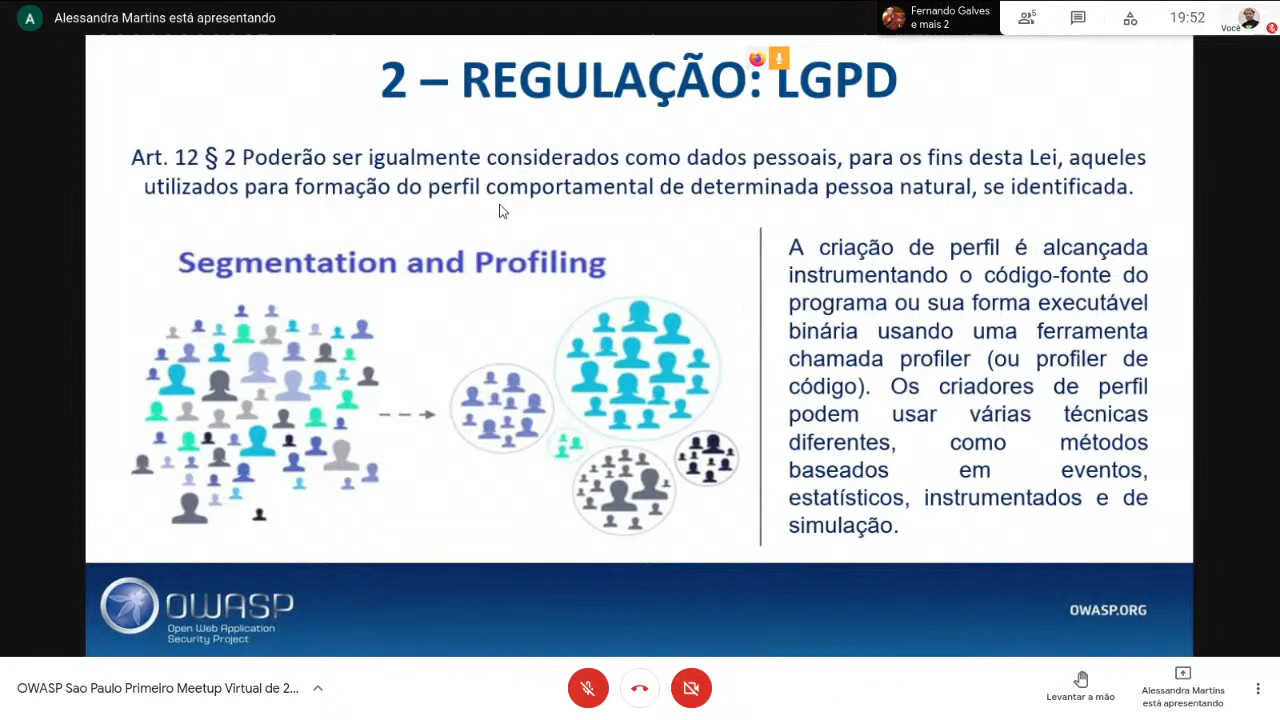 A
Alessandra Martins está apresentando
Fernando Galves
e mais 2
5
19:52
Você
2 – REGULAÇÃO: LGPD
Art. 12 § 2 Poderão ser igualmente considerados como dados pessoais, para os fins desta Lei, aqueles
utilizados para formação do perfil comportamental de determinada pessoa natural, se identificada.
Segmentation and Profiling
A criação de perfil é alcançada
instrumentando o código-fonte do
programa ou sua forma executável
binária usando uma ferramenta
chamada profiler (ou profiler de
código). Os criadores de perfil
podem usar várias técnicas
diferentes, como métodos
baseados em eventos,
estatísticos, instrumentados e de
simulação.
OWASP
Open Web Application
Security Project
OWASP.ORG
OWASP Sao Paulo Primeiro Meetup Virtual de 2...
Levantar a mão
Alessandra Martins
está apresentando